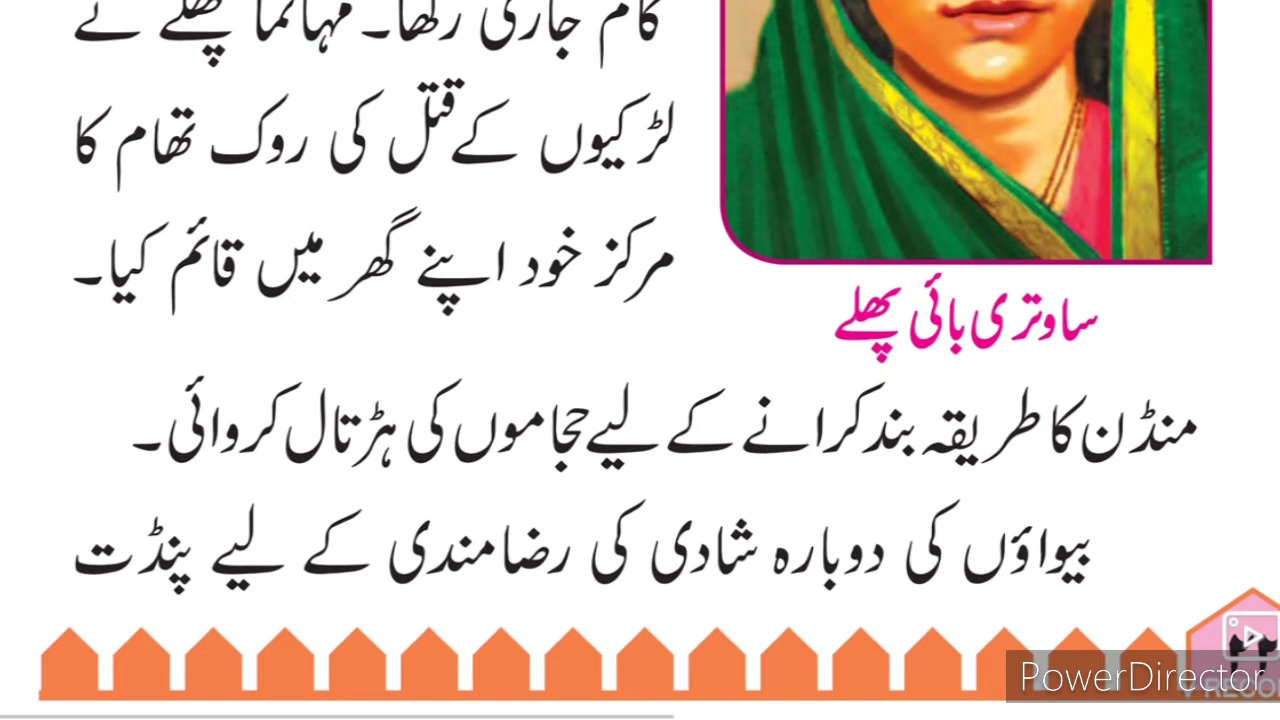 کام جاری رکھا۔ مہاتما پھلے نے
لڑکیوں کے قتل کی روک تھام کا
مرکز خود اپنے گھر میں قائم کیا۔
ساوتری بائی پھلے
منڈن کا طریقہ بند کرانے کے لیے حجاموں کی ہڑتال کروائی۔
بیواؤں کی دوبارہ شادی کی رضامندی کے لیے پنڈت
PowerDirector